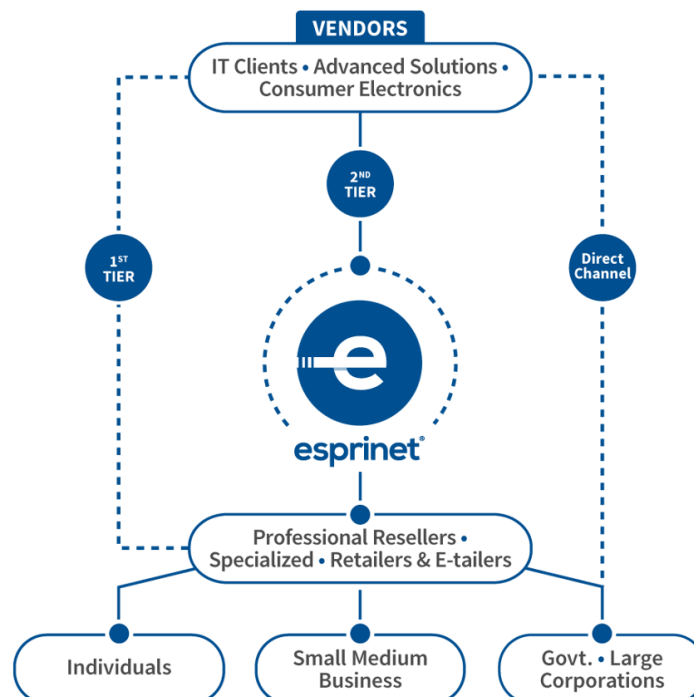 VENDORS
IT Clients • Advanced Solutions •
Consumer Electronics
2ND
TIER
1ST
TIER
Direct
Channel
e
esprinet®
Professional Resellers •
Specialized • Retailers & E-tailers
Individuals
Small Medium
Business
Govt. • Large
Corporations